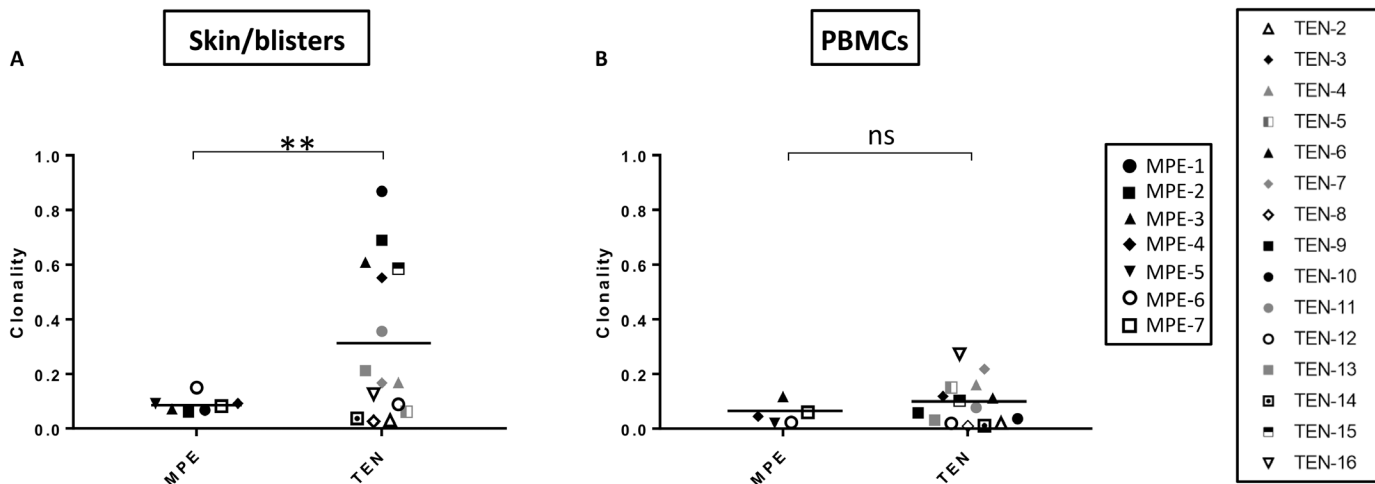 Skin/blisters
PBMCs
A
B
**
ns
1.0
0.8
0.6
0.4
0.2
0.0
Clonality
MPE
TEN
1.0
0.8
0.6
0.4
0.2
0.0
Clonality
MPE
TEN
MPE-1
MPE-2
MPE-3
MPE-4
MPE-5
MPE-6
MPE-7
TEN-2
TEN-3
TEN-4
TEN-5
TEN-6
TEN-7
TEN-8
TEN-9
TEN-10
TEN-11
TEN-12
TEN-13
TEN-14
TEN-15
TEN-16